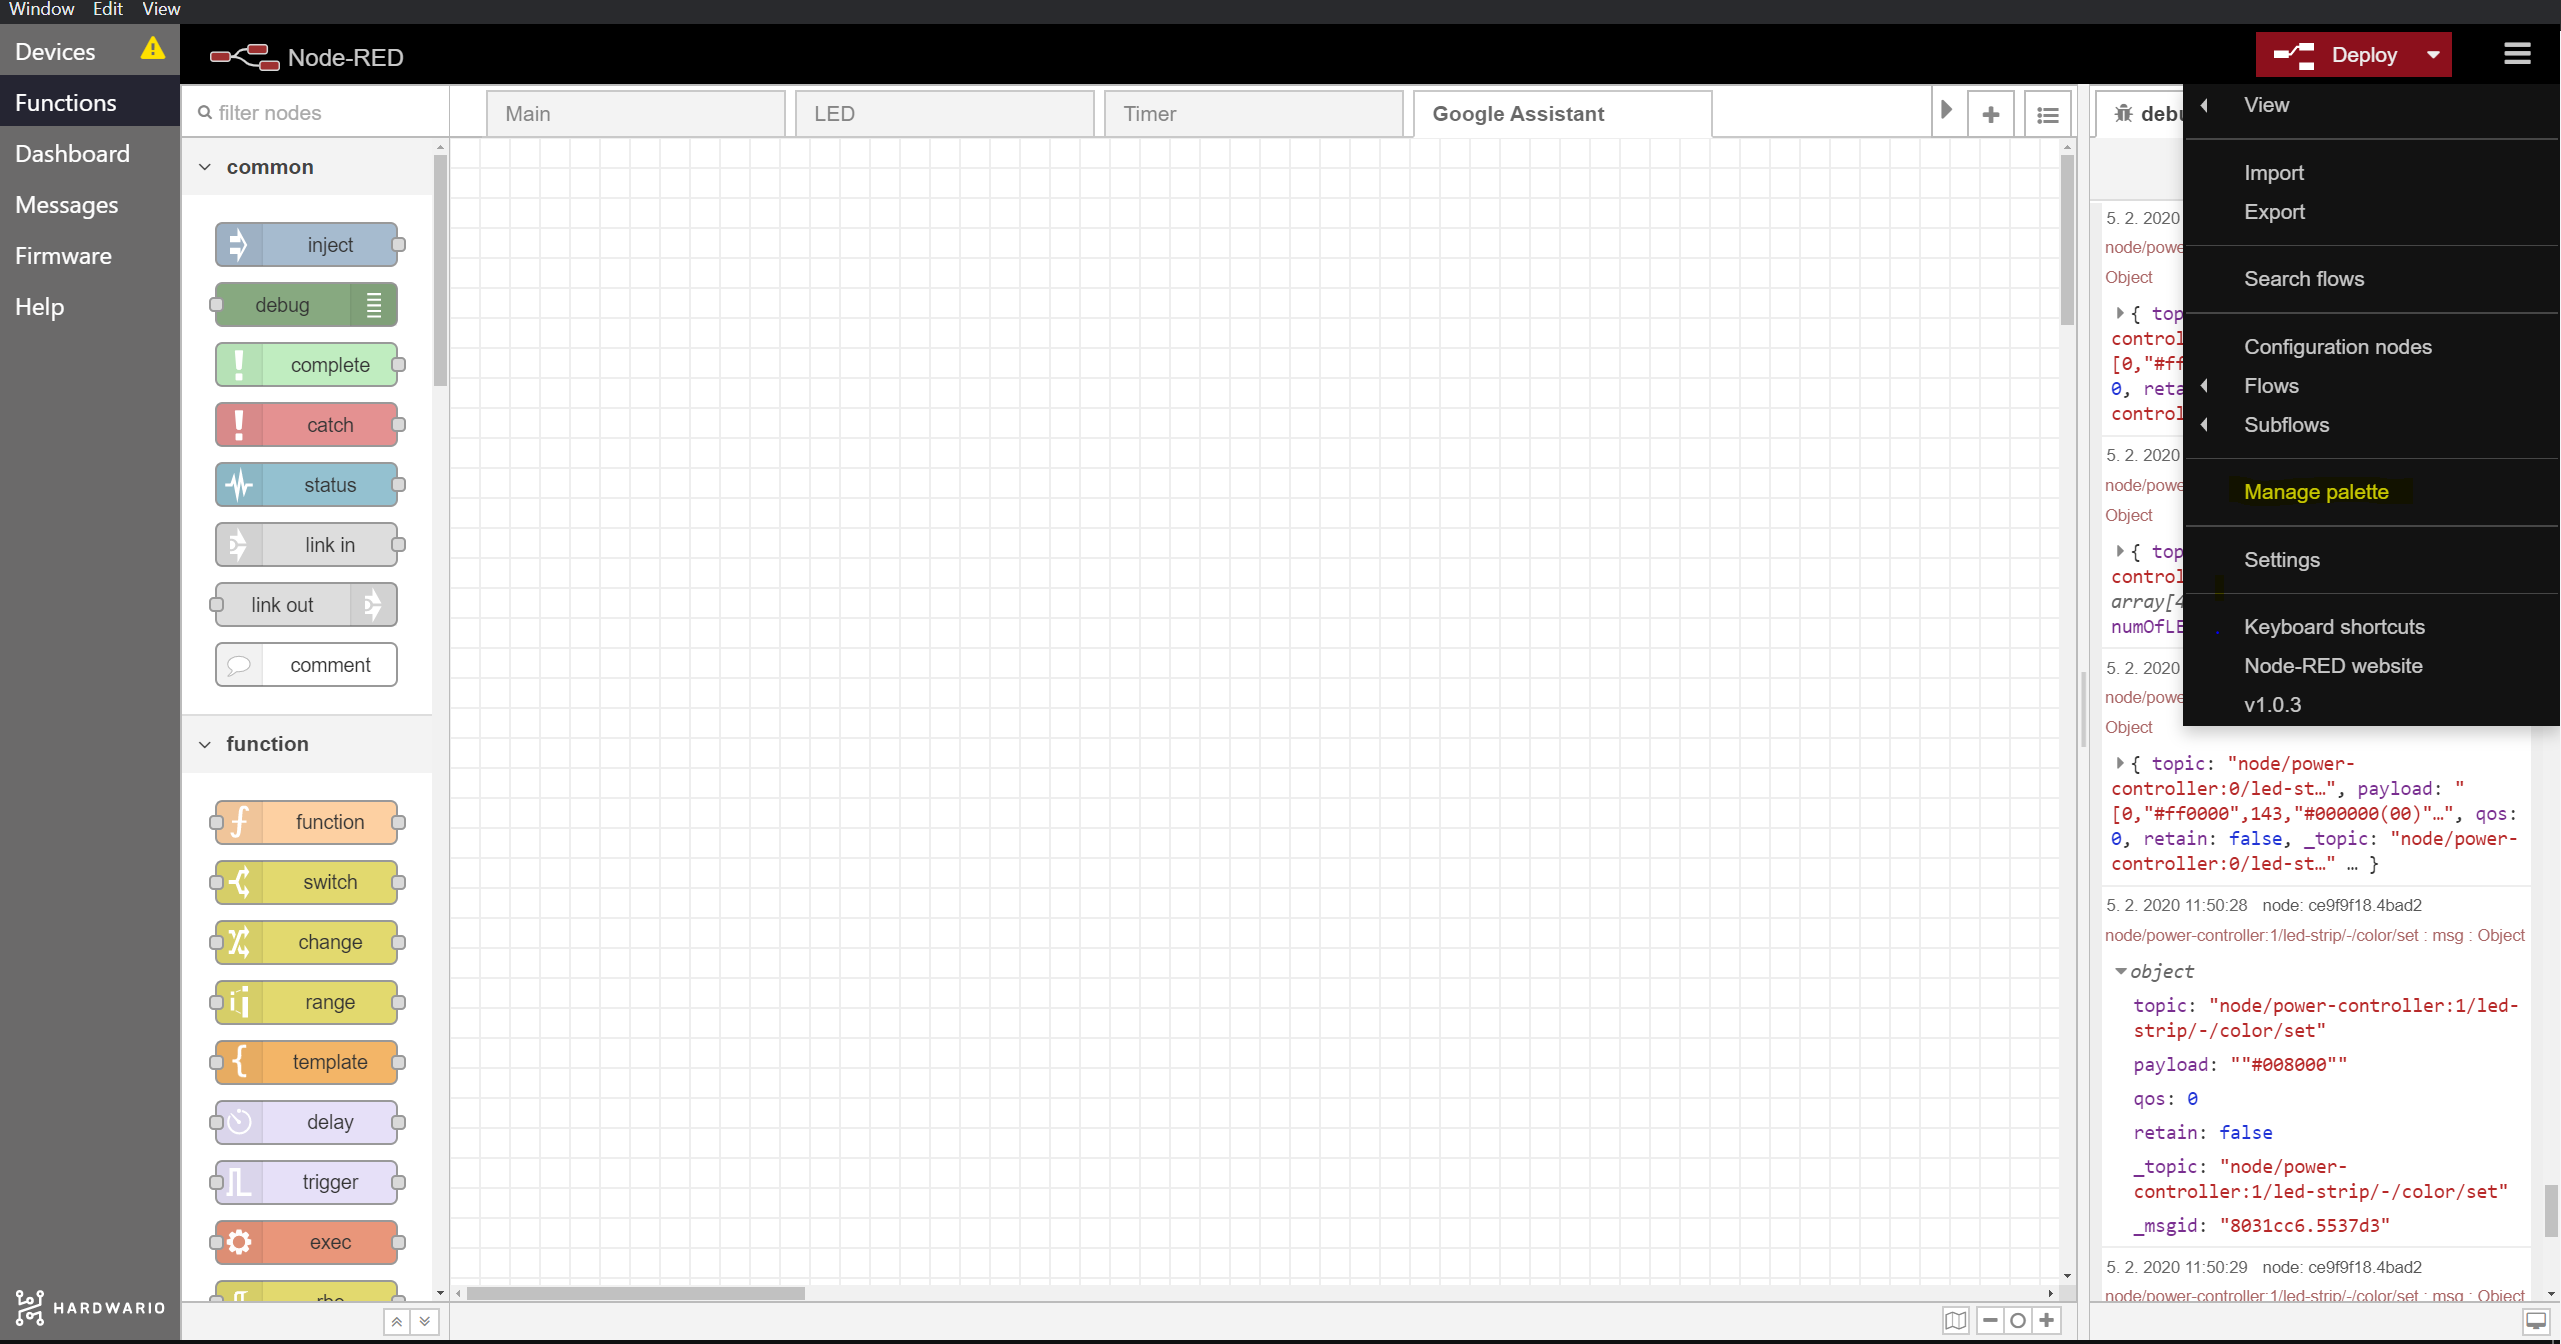 Window Edit View
Devices
Functions
Dashboard
Messages
Firmware
Help
HARDWARIO
Node-RED
Deploy
filter nodes
Main
LED
Timer
Google Assistant
common
inject
debug
complete
catch
status
link in
link out
comment
function
function
switch
change
range
template
delay
trigger
exec
View
Import
Export
Search flows
Configuration nodes
Flows
Subflows
Manage palette
Settings
Keyboard shortcuts
Node-RED website
v1.0.3
debu
5. 2. 2020
node/powe
Object
{ top
control
[0,"#ff
0, reta
control
5. 2. 2020
node/powe
Object
{ top
control
array[4
numOfLE
5. 2. 2020
node/powe
Object
{ topic: "node/power-
controller:0/led-st…", payload: "
[0,"#ff0000",143,"#000000(00)"…", qos:
0, retain: false, _topic: "node/power-
controller:0/led-st…" … }
5. 2. 2020 11:50:28 node: ce9f9f18.4bad2
node/power-controller:1/led-strip/-/color/set : msg : Object
object
topic: "node/power-controller:1/led-
strip/-/color/set"
payload: ""#008000""
qos: 0
retain: false
_topic: "node/power-
controller:1/led-strip/-/color/set"
_msgid: "8031cc6.5537d3"
5. 2. 2020 11:50:29 node: ce9f9f18.4bad2
node/power-controller:1/led-strip/-/color/set : msg : Object